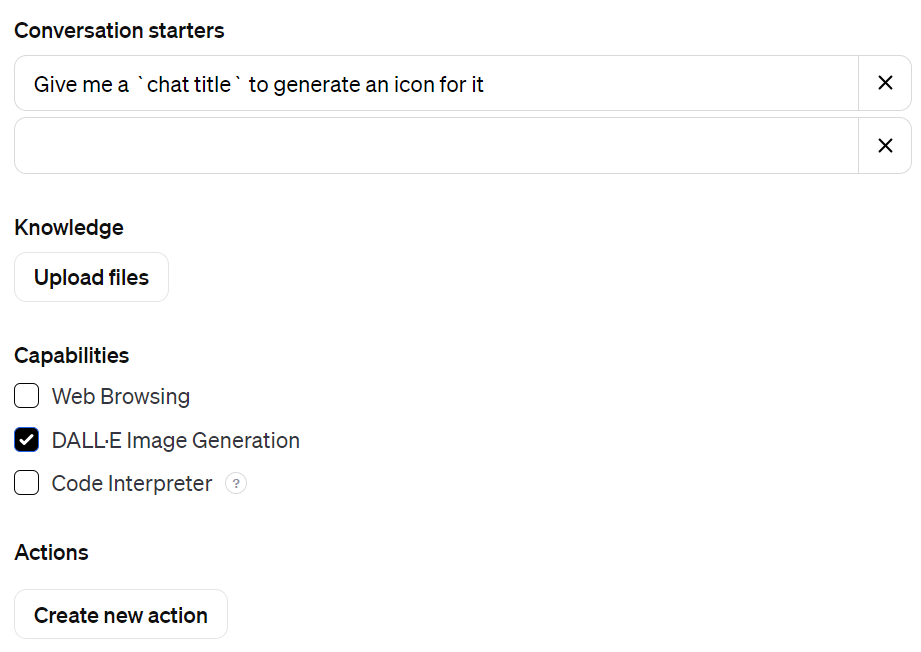 Conversation starters
Give me a `chat title` to generate an icon for it
Knowledge
Upload files
Capabilities
Web Browsing
DALL·E Image Generation
Code Interpreter ?
Actions
Create new action